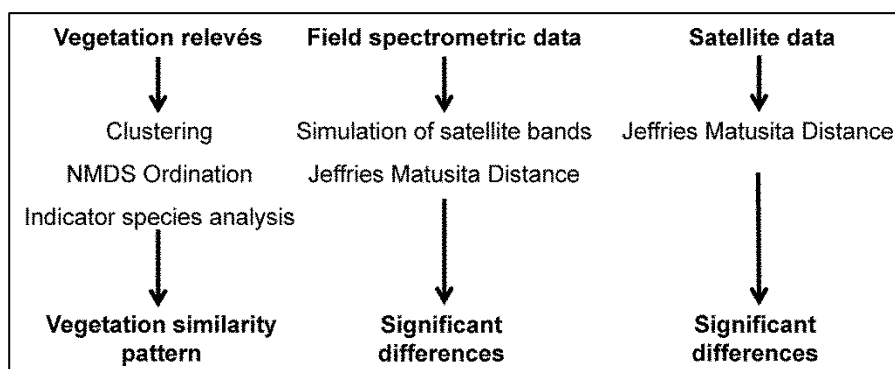 Vegetation relevés
Clustering
NMDS Ordination
Indicator species analysis
Vegetation similarity
pattern
Field spectrometric data
Simulation of satellite bands
Jeffries Matusita Distance
Significant
differences
Satellite data
Jeffries Matusita Distance
Significant
differences